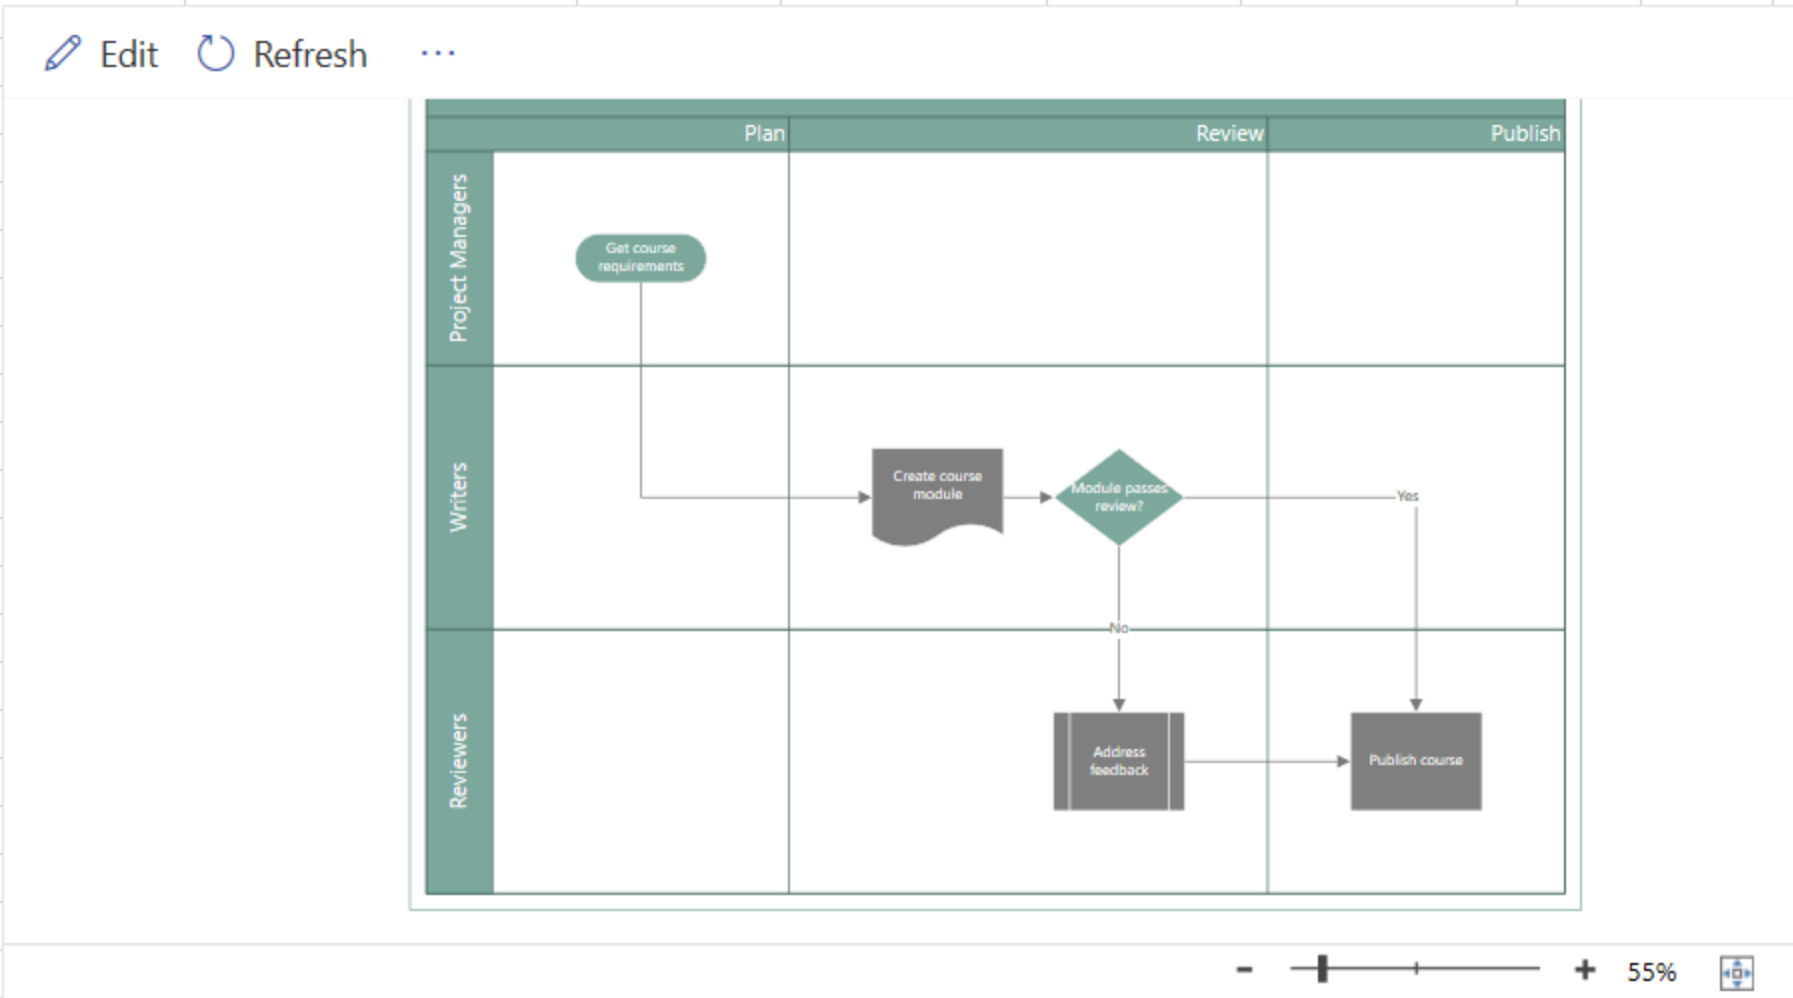 Edit Refresh ...
Plan Review Publish
Project Managers
Get course
requirements
Writers
Create course
module
Module passes
review?
Yes
No
Reviewers
Address
feedback
Publish course
- + 55%